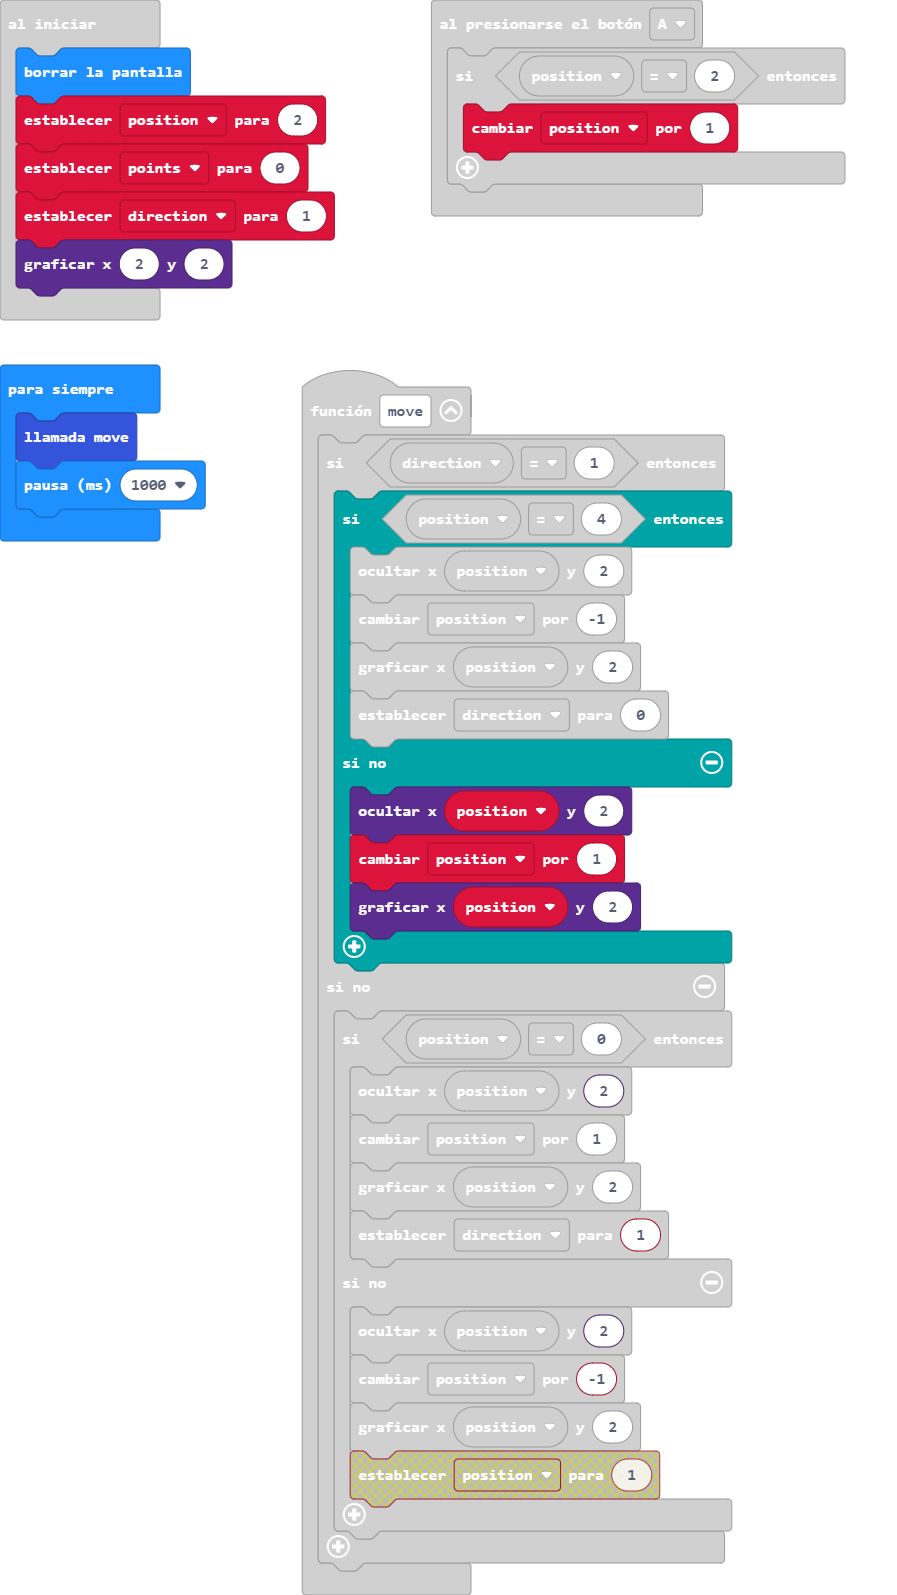 al iniciar
borrar la pantalla
establecer position para 2
establecer points para 0
establecer direction para 1
graficar x 2 y 2
al presionarse el botón A
si position = 2 entonces
cambiar position por 1
para siempre
llamada move
pausa (ms) 1000
función move
si direction = 1 entonces
si position = 4 entonces
ocultar x position y 2
cambiar position por -1
graficar x position y 2
establecer direction para 0
si no
ocultar x position y 2
cambiar position por 1
graficar x position y 2
si no
si position = 0 entonces
ocultar x position y 2
cambiar position por 1
graficar x position y 2
establecer direction para 1
si no
ocultar x position y 2
cambiar position por -1
graficar x position y 2
establecer position para 1